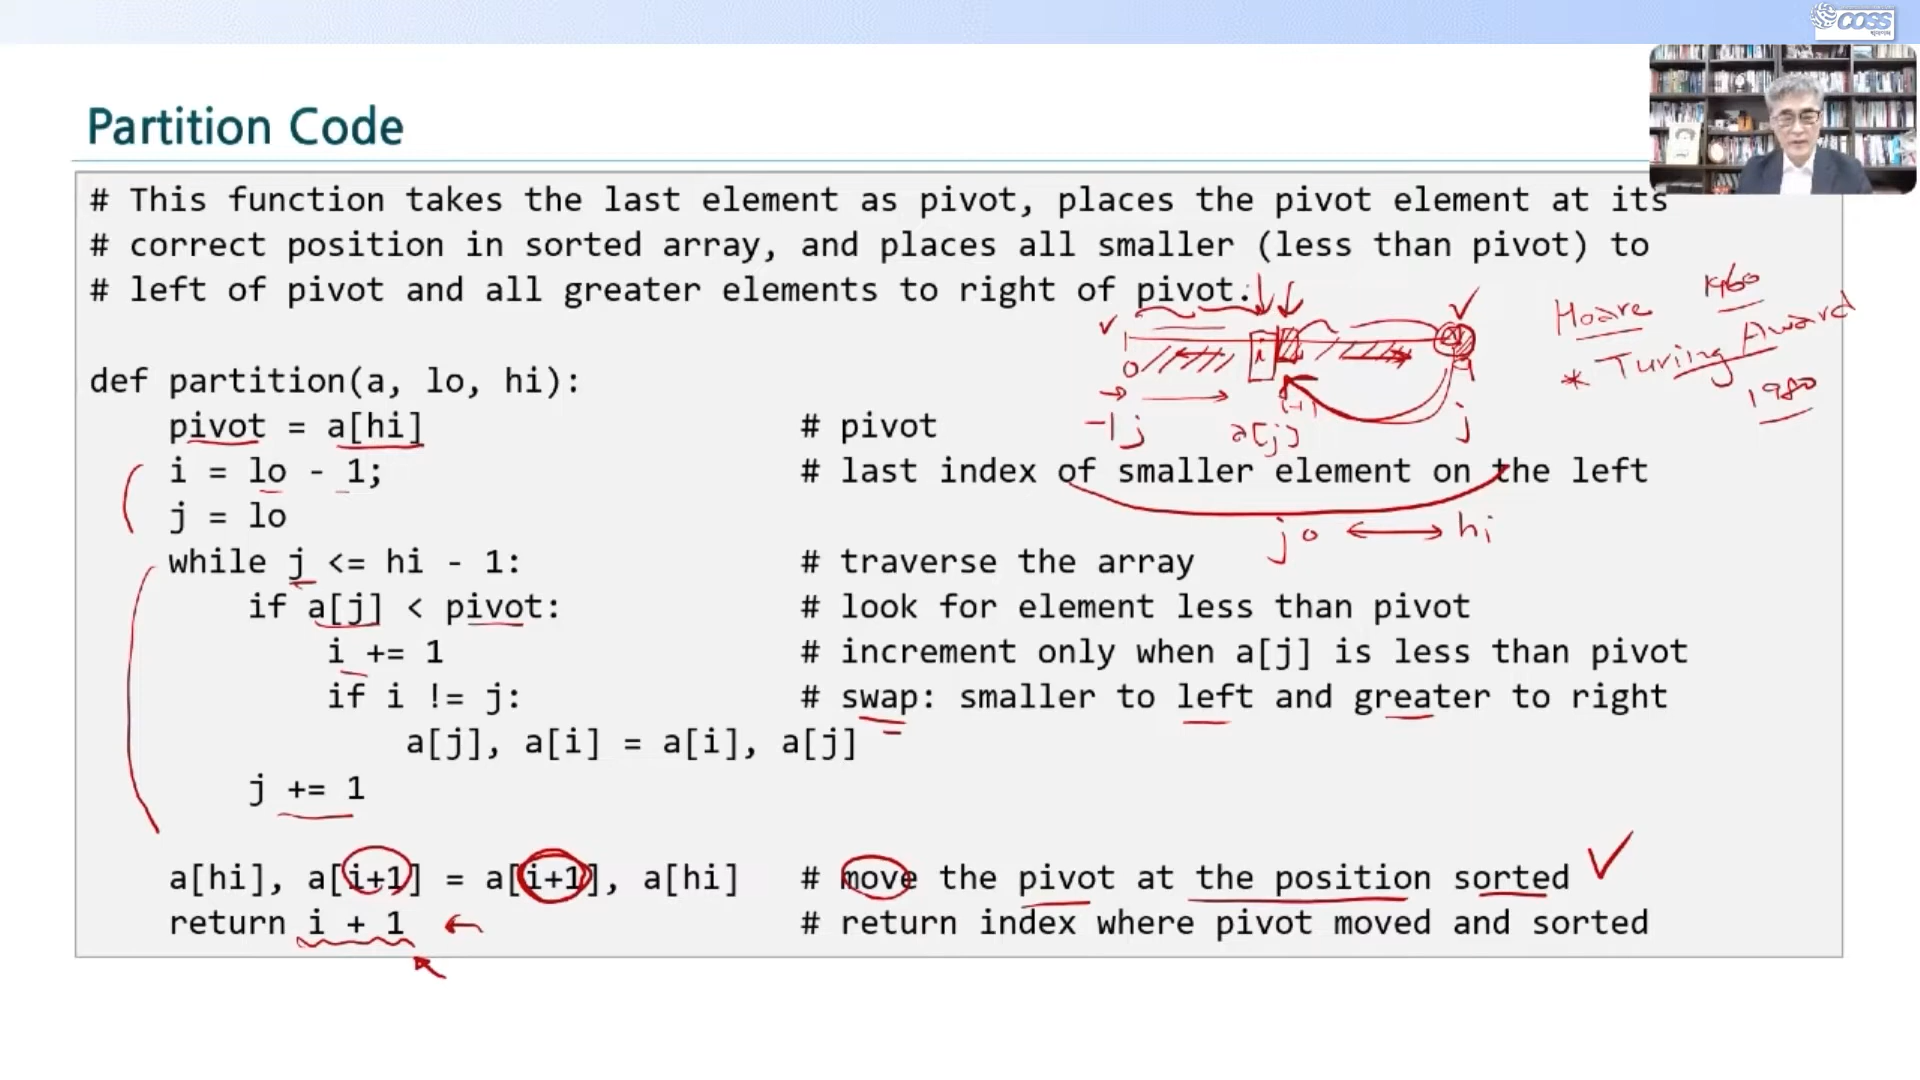 COSS
Partition Code
# This function takes the last element as pivot, places the pivot element at its
# correct position in sorted array, and places all smaller (less than pivot) to
# left of pivot and all greater elements to right of pivot.
1960
Hoare
* Turiing Award
1980
def partition(a, lo, hi):
0 i
-1 j a[j] i+1 j
pivot = a[hi] # pivot
i = lo - 1; # last index of smaller element on the left
j = lo
j 0 hi
while j <= hi - 1: # traverse the array
if a[j] < pivot: # look for element less than pivot
i += 1 # increment only when a[j] is less than pivot
if i != j: # swap: smaller to left and greater to right
a[j], a[i] = a[i], a[j]
j += 1
a[hi], a[i+1] = a[i+1], a[hi] # move the pivot at the position sorted
return i + 1 # return index where pivot moved and sorted